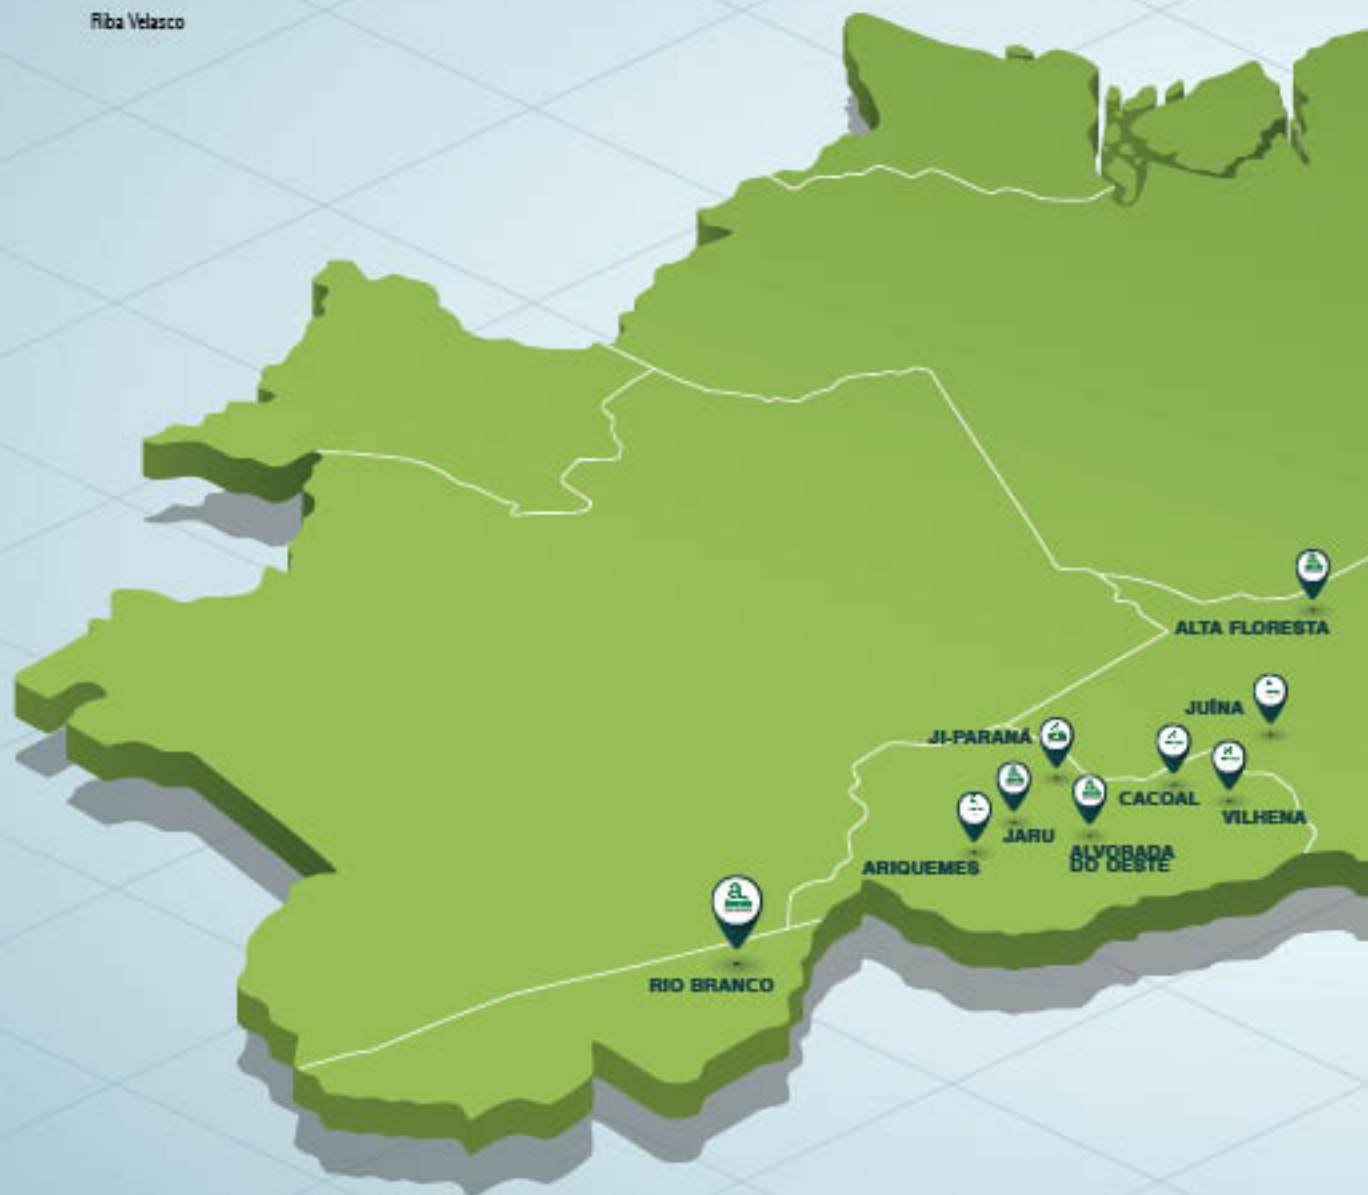 Riba Velasco
ALTA FLORESTA
JUÍNA
JI-PARANÁ
CACOAL
VILHENA
JARU
ALVORADA
DO OESTE
ARIQUEMES
RIO BRANCO